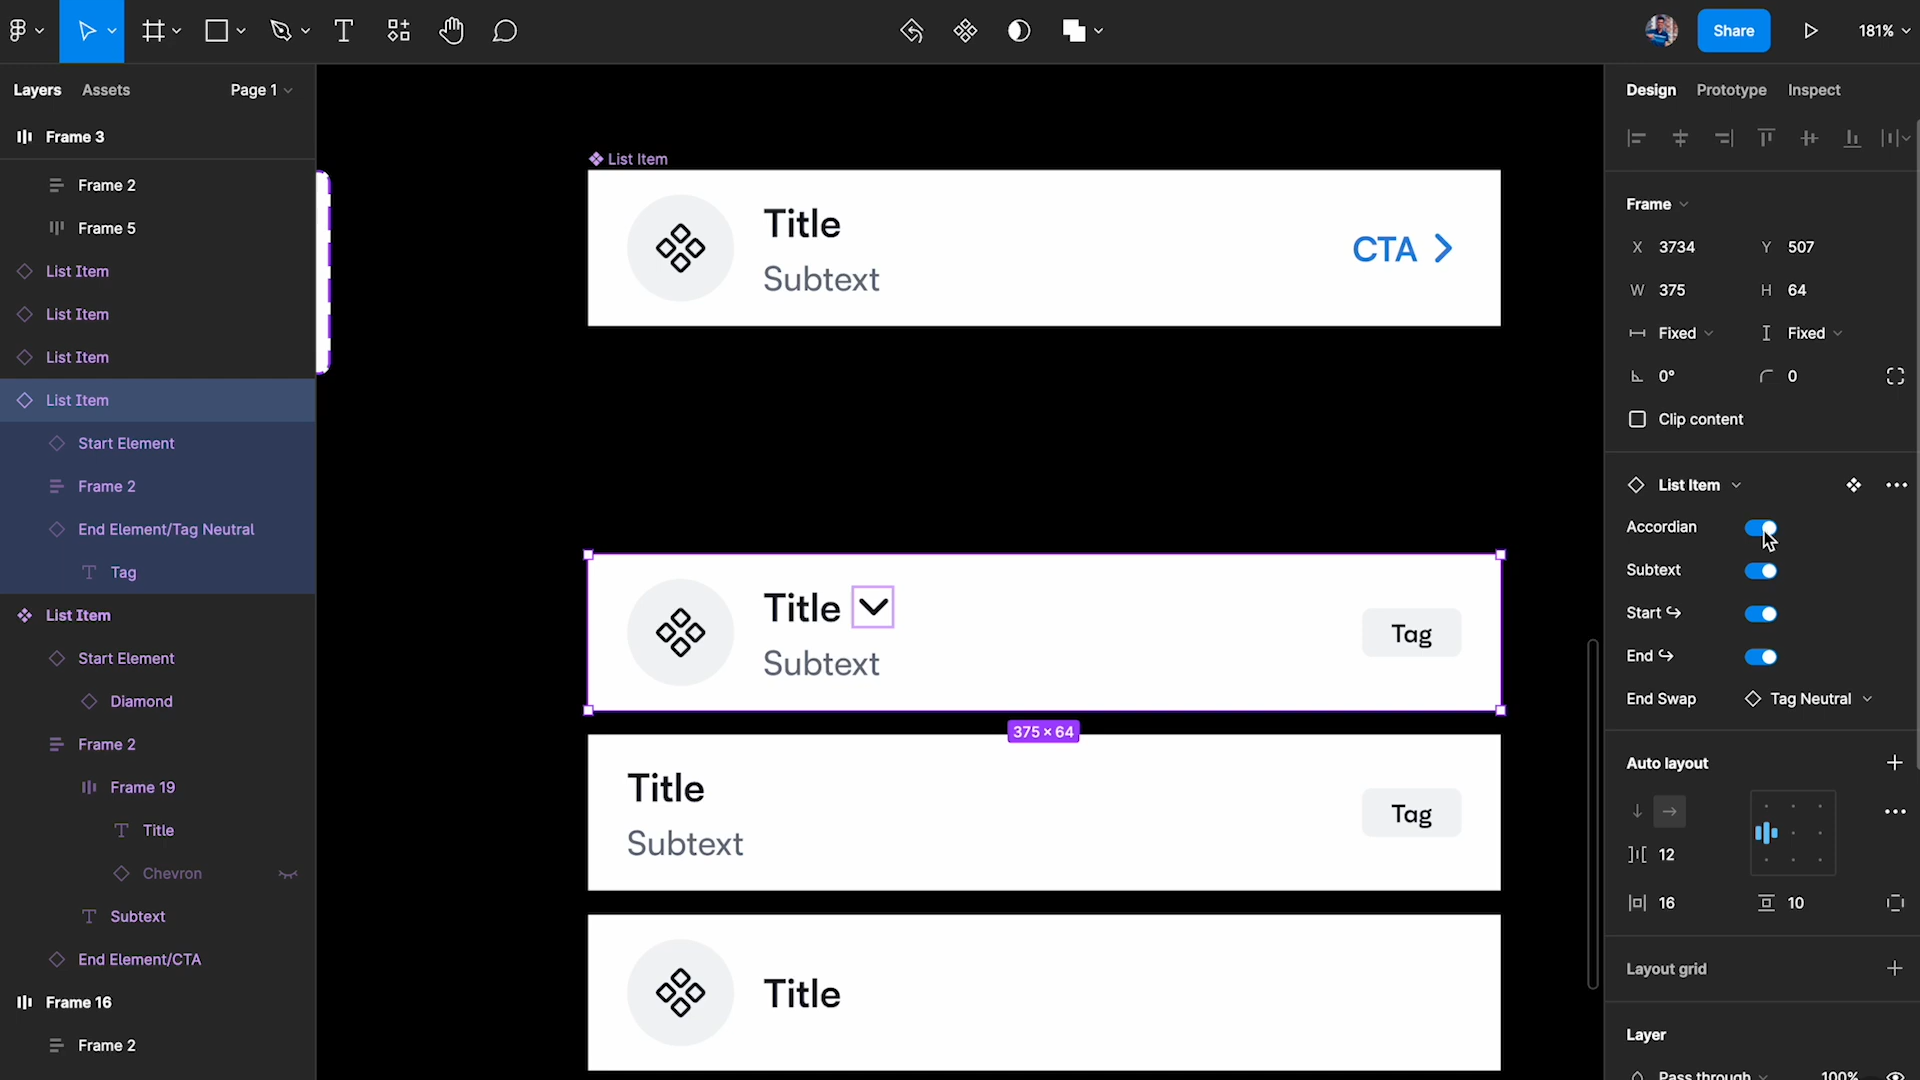 Share
181%
Layers
Assets
Page 1
Frame 3
Frame 2
Frame 5
List Item
List Item
List Item
List Item
Start Element
Frame 2
End Element/Tag Neutral
Tag
List Item
Start Element
Diamond
Frame 2
Frame 19
Title
Chevron
Subtext
End Element/CTA
Frame 16
Frame 2
List Item
Title
Subtext
CTA
Title
Subtext
Tag
375 × 64
Title
Subtext
Tag
Title
Design
Prototype
Inspect
Frame
X 3734
Y 507
W 375
H 64
Fixed
Fixed
0°
0
Clip content
List Item
Accordian
Subtext
Start ↪
End ↪
End Swap
Tag Neutral
Auto layout
12
16
10
Layout grid
Layer
Pass through
100%